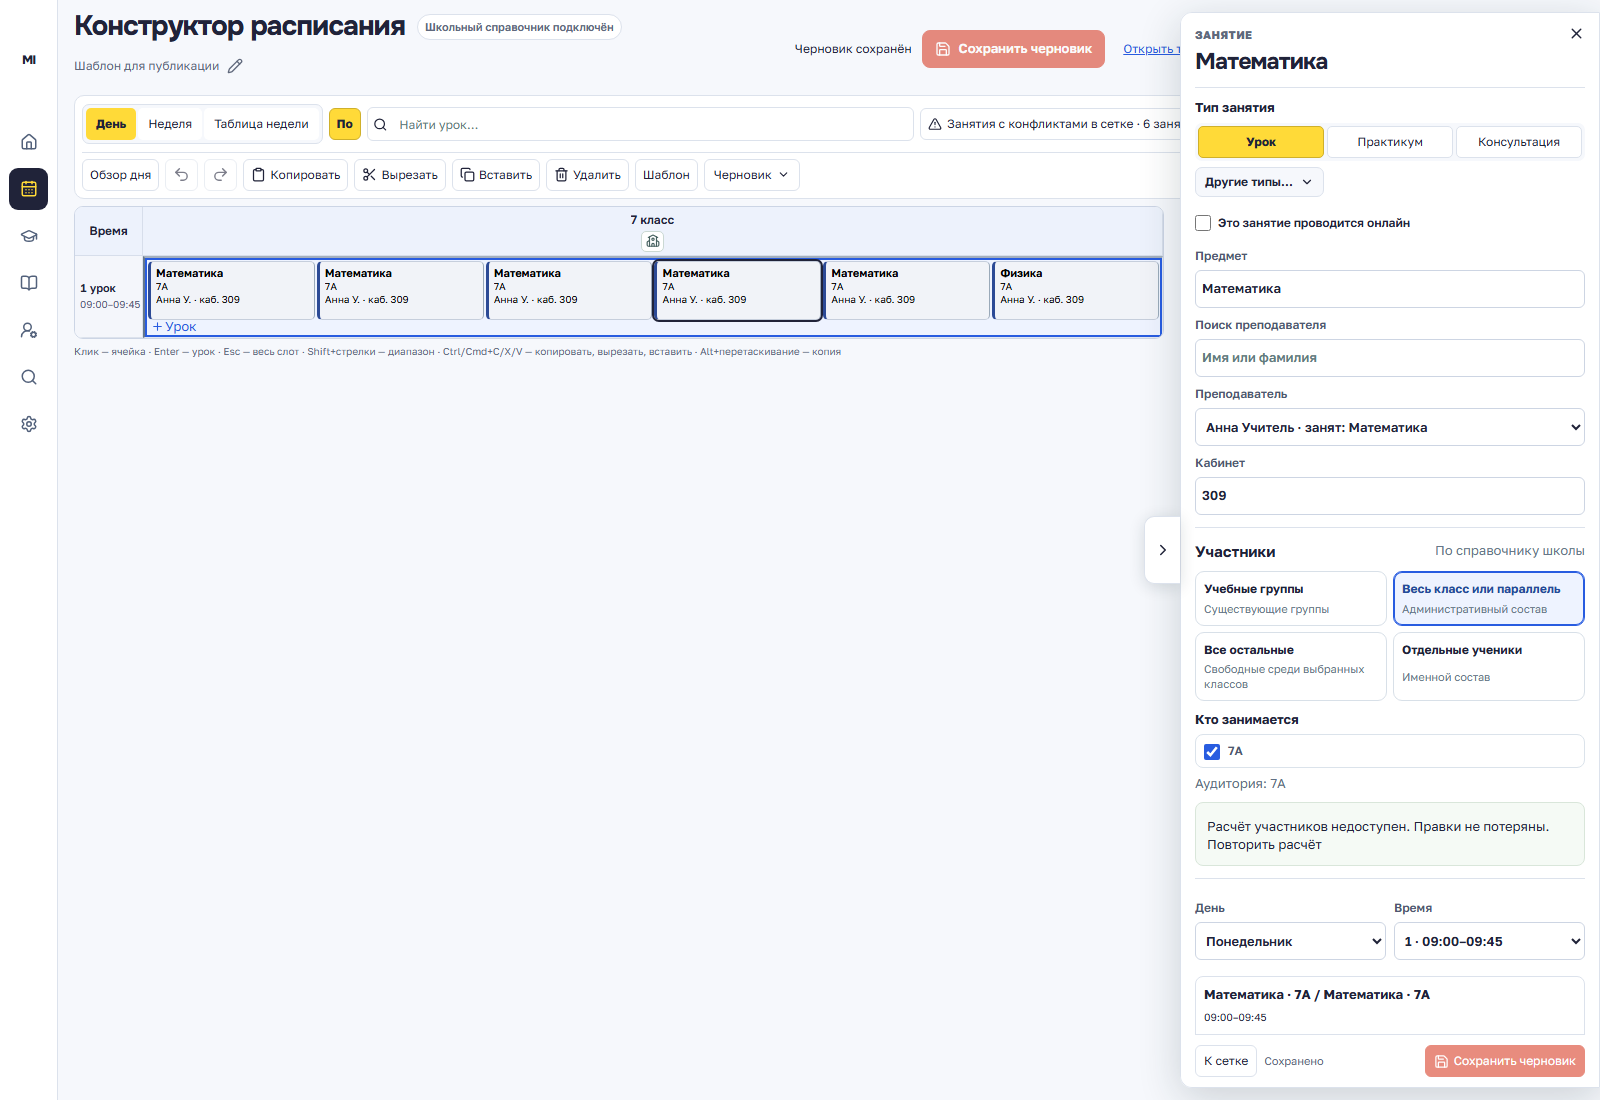 MI
Конструктор расписания
Школьный справочник подключён
Шаблон для публикации
Черновик сохранён
Сохранить черновик
Открыть
День
Неделя
Таблица недели
По
Найти урок...
Занятия с конфликтами в сетке · 6
Обзор дня
Копировать
Вырезать
Вставить
Удалить
Шаблон
Черновик
Время
7 класс
1 урок
09:00–09:45
Математика
7А
Анна У. · каб. 309
Математика
7А
Анна У. · каб. 309
Математика
7А
Анна У. · каб. 309
Математика
7А
Анна У. · каб. 309
Математика
7А
Анна У. · каб. 309
Физика
7А
Анна У. · каб. 309
+ Урок
Клик — ячейка · Enter — урок · Esc — весь слот · Shift+стрелки — диапазон · Ctrl/Cmd+C/X/V — копировать, вырезать, вставить · Alt+перетаскивание — копия
ЗАНЯТИЕ
Математика
Тип занятия
Урок
Практикум
Консультация
Другие типы...
Это занятие проводится онлайн
Предмет
Математика
Поиск преподавателя
Имя или фамилия
Преподаватель
Анна Учитель · занят: Математика
Кабинет
309
Участники
По справочнику школы
Учебные группы
Существующие группы
Весь класс или параллель
Административный состав
Все остальные
Свободные среди выбранных
классов
Отдельные ученики
Именной состав
Кто занимается
7А
Аудитория: 7А
Расчёт участников недоступен. Правки не потеряны.
Повторить расчёт
День
Время
Понедельник
1 · 09:00–09:45
Математика · 7А / Математика · 7А
09:00–09:45
К сетке
Сохранено
Сохранить черновик